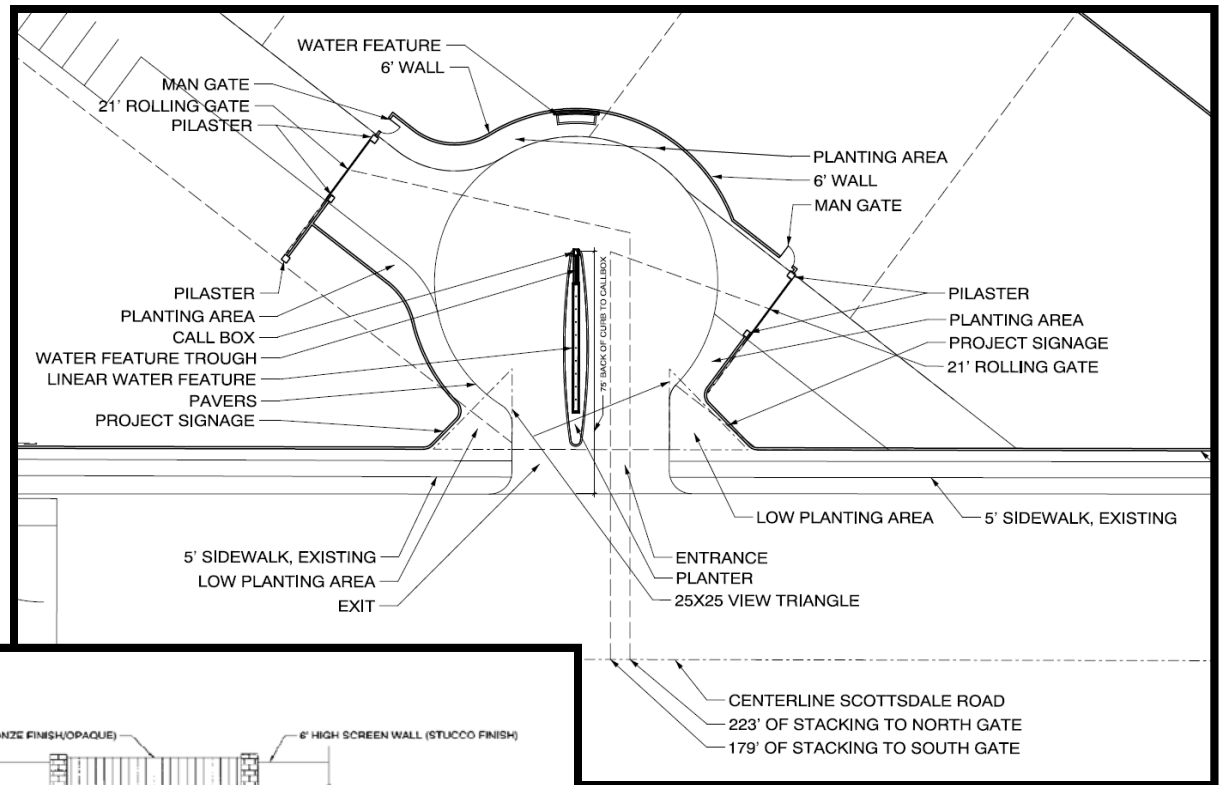 WATER FEATURE
6' WALL
MAN GATE
21' ROLLING GATE
PILASTER
PLANTING AREA
6' WALL
MAN GATE
75' BACK OF CURB TO CALLBOX
PILASTER
PLANTING AREA
CALL BOX
WATER FEATURE TROUGH
LINEAR WATER FEATURE
PAVERS
PROJECT SIGNAGE
PILASTER
PLANTING AREA
PROJECT SIGNAGE
21' ROLLING GATE
5' SIDEWALK, EXISTING
LOW PLANTING AREA
EXIT
LOW PLANTING AREA
5' SIDEWALK, EXISTING
ENTRANCE
PLANTER
25X25 VIEW TRIANGLE
CENTERLINE SCOTTSDALE ROAD
223' OF STACKING TO NORTH GATE
179' OF STACKING TO SOUTH GATE
FINISH/OPAQUE)
6' HIGH SCREEN WALL (STUCCO FINISH)